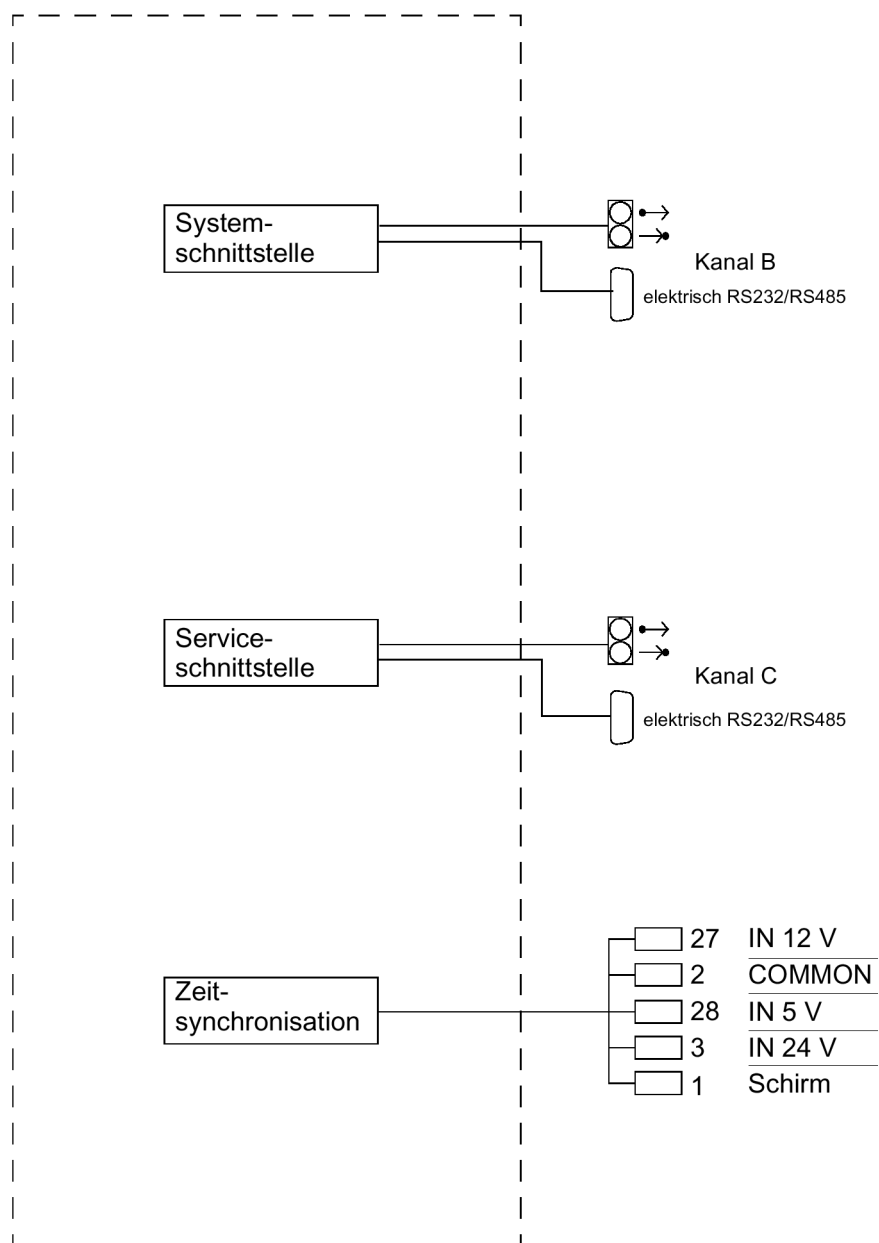 System-
schnittstelle
Kanal B
elektrisch RS232/RS485
Service-
schnittstelle
Kanal C
elektrisch RS232/RS485
Zeit-
synchronisation
27 IN 12 V
2 COMMON
28 IN 5 V
3 IN 24 V
1 Schirm